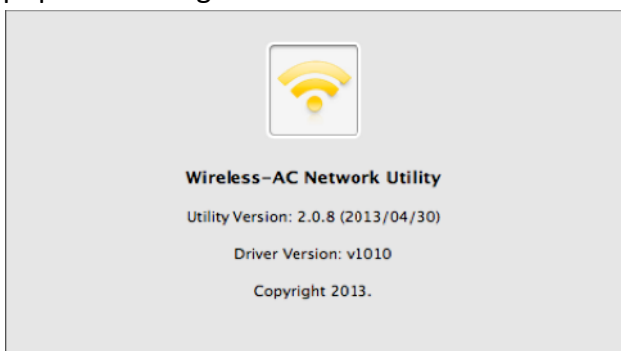 Wireless-AC Network Utility
Utility Version: 2.0.8 (2013/04/30)
Driver Version: v1010
Copyright 2013.